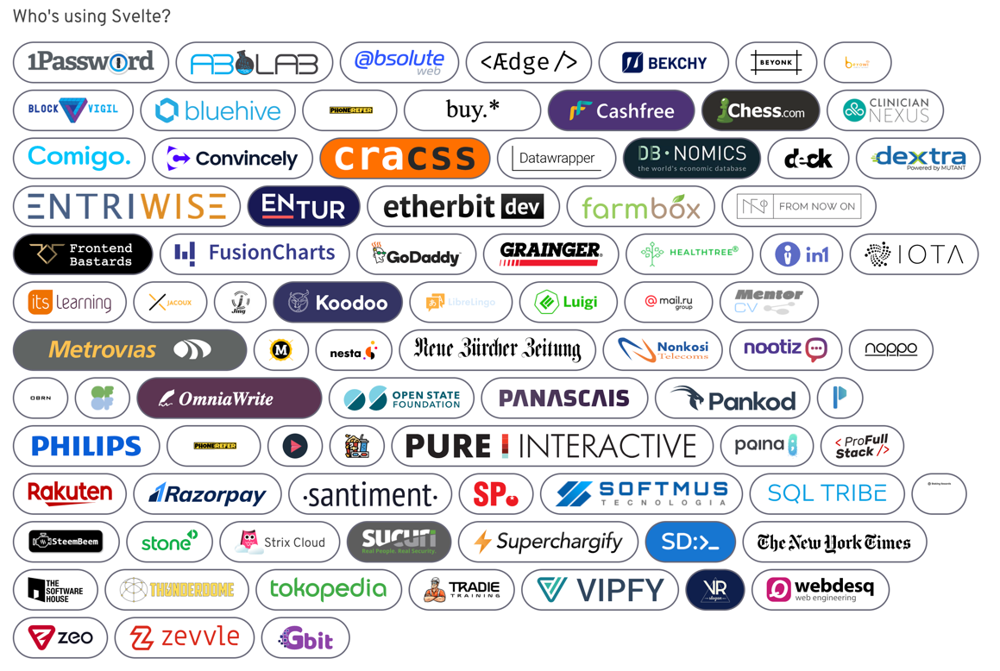 Who's using Svelte?
1Password AB LAB @bsolute web <Ædge /> BEKCHY BEYONK BEYOND
BLOCK VIGIL bluehive PHONEREFER buy.* Cashfree Chess.com CLINICIAN NEXUS
Comigo. Convincely cracss Datawrapper DB·NOMICS the world's economic database deck dextra Powered by MUTANT
ENTRIWISE ENTUR etherbit dev farmbox FROM NOW ON
Frontend Bastards FusionCharts GoDaddy GRAINGER HEALTHTREE® in1 IOTA
its Learning JACOUX Jing Koodoo LibreLingo Luigi @mail.ru group Mentor CV
Metrovias M nesta Neue Zürcher Zeitung Nonkosi Telecoms nootiz noppo
OBRN OmniaWrite OPEN STATE FOUNDATION PANASCAIS Pankod
PHILIPS PHONEREFER PURE INTERACTIVE paina <ProFull Stack/>
Rakuten Razorpay ·santiment· SP. SOFTMUS TECNOLOGIA SQL TRIBE
SteemBeem stone Strix Cloud sucuri Real People. Real Security. Superchargify SD:>_ The New York Times
THE SOFTWARE HOUSE THUNDERDOME tokopedia TRADIE TRAINING VIPFY VR webdesq web engineering
zeo zevvle Gbit